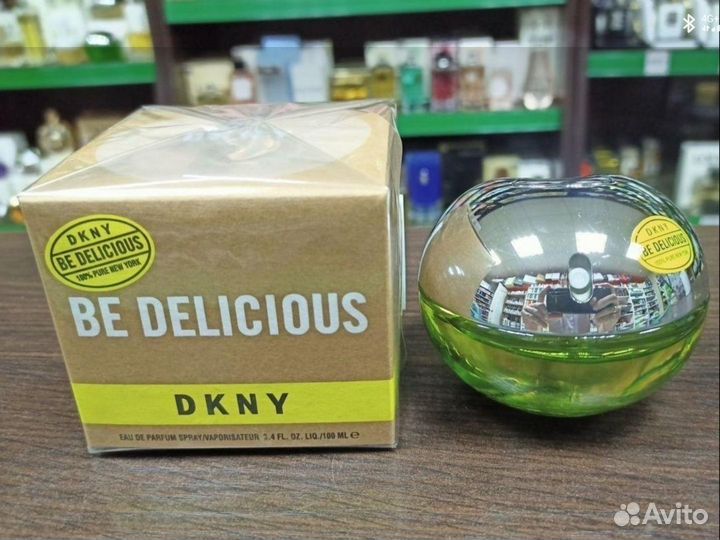 4G+
DKNY
BE DELICIOUS
100% PURE NEW YORK
BE DELICIOUS
DKNY
EAU DE PARFUM SPRAY/VAPORISATEUR 3.4 FL. OZ. LIQ./100 ML ℮
DKNY
BE DELICIOUS
100% PURE NEW YORK
Avito